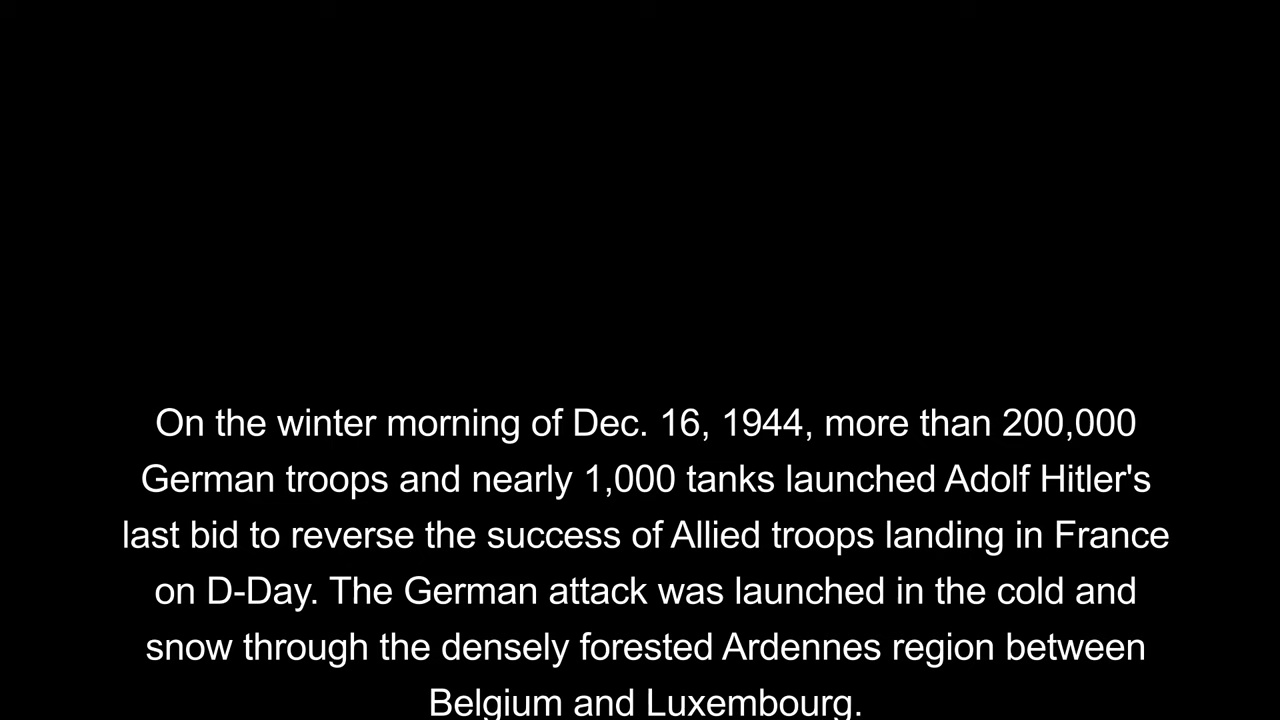 On the winter morning of Dec. 16, 1944, more than 200,000
German troops and nearly 1,000 tanks launched Adolf Hitler's
last bid to reverse the success of Allied troops landing in France
on D-Day. The German attack was launched in the cold and
snow through the densely forested Ardennes region between
Belgium and Luxembourg.